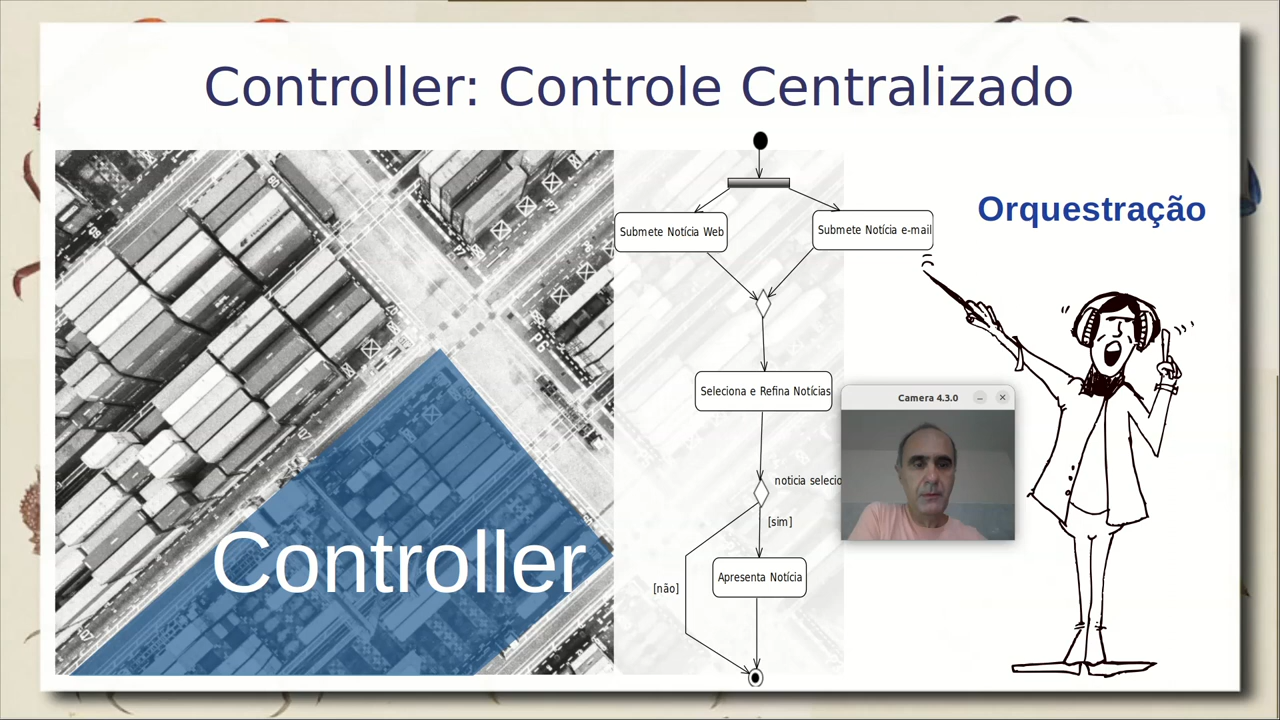 Controller: Controle Centralizado
Orquestração
Submete Notícia Web
Submete Notícia e-mail
Seleciona e Refina Notícias
Camera 4.3.0
noticia selecio
[sim]
Controller
Apresenta Notícia
[não]